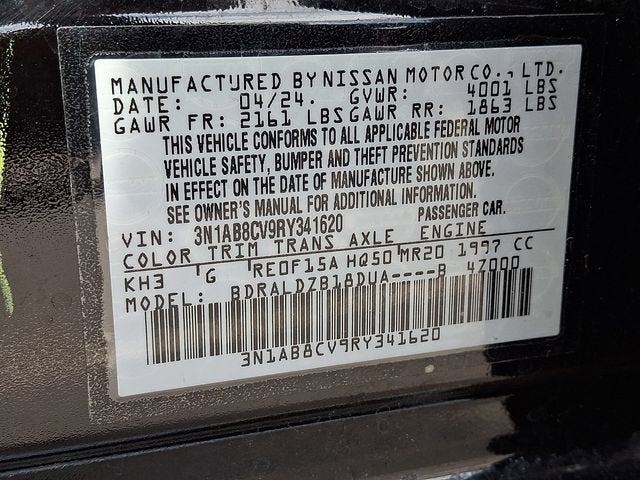 MANUFACTURED BY NISSAN MOTOR CO., LTD.
DATE: 04/24. GVWR: 4001 LBS
GAWR FR: 2161 LBS GAWR RR: 1863 LBS
THIS VEHICLE CONFORMS TO ALL APPLICABLE FEDERAL MOTOR
VEHICLE SAFETY, BUMPER AND THEFT PREVENTION STANDARDS
IN EFFECT ON THE DATE OF MANUFACTURE SHOWN ABOVE.
SEE OWNER'S MANUAL FOR ADDITIONAL INFORMATION.
VIN: 3N1AB8CV9RY341620 PASSENGER CAR.
COLOR TRIM TRANS AXLE ENGINE
KH3 G RE0F15A HQ50 MR20 1997 CC
MODEL: BDRALDZB18DUA----B 47000
3N1AB8CV9RY341620